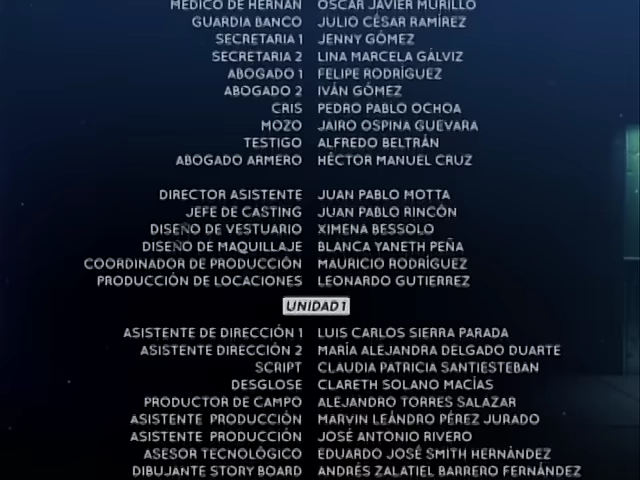 MÉDICO DE HERNÁN OSCAR JAVIER MURILLO
GUARDIA BANCO JULIO CÉSAR RAMÍREZ
SECRETARIA 1 JENNY GÓMEZ
SECRETARIA 2 LINA MARCELA GÁLVIZ
ABOGADO 1 FELIPE RODRÍGUEZ
ABOGADO 2 IVÁN GÓMEZ
CRIS PEDRO PABLO OCHOA
MOZO JAIRO OSPINA GUEVARA
TESTIGO ALFREDO BELTRÁN
ABOGADO ARMERO HÉCTOR MANUEL CRUZ
DIRECTOR ASISTENTE JUAN PABLO MOTTA
JEFE DE CASTING JUAN PABLO RINCÓN
DISEÑO DE VESTUARIO XIMENA BESSOLO
DISEÑO DE MAQUILLAJE BLANCA YANETH PEÑA
COORDINADOR DE PRODUCCIÓN MAURICIO RODRÍGUEZ
PRODUCCIÓN DE LOCACIONES LEONARDO GUTIERREZ
UNIDAD 1
ASISTENTE DE DIRECCIÓN 1 LUIS CARLOS SIERRA PARADA
ASISTENTE DIRECCIÓN 2 MARÍA ALEJANDRA DELGADO DUARTE
SCRIPT CLAUDIA PATRICIA SANTIESTEBAN
DESGLOSE CLARETH SOLANO MACÍAS
PRODUCTOR DE CAMPO ALEJANDRO TORRES SALAZAR
ASISTENTE PRODUCCIÓN MARVIN LEÁNDRO PÉREZ JURADO
ASISTENTE PRODUCCIÓN JOSÉ ANTONIO RIVERO
ASESOR TECNOLÓGICO EDUARDO JOSÉ SMITH HERNÁNDEZ
DIBUJANTE STORY BOARD ANDRÉS ZALATIEL BARRERO FERNÁNDEZ